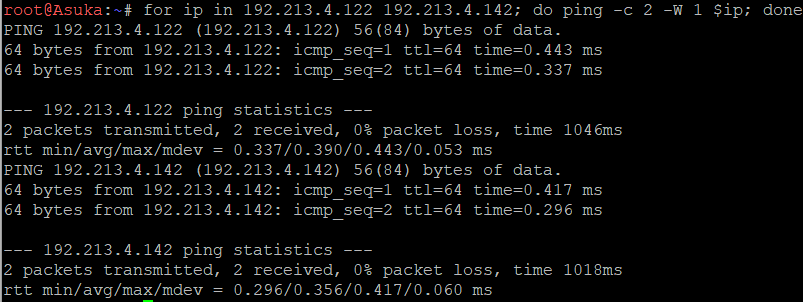 root@Asuka:~# for ip in 192.213.4.122 192.213.4.142; do ping -c 2 -W 1 $ip; done
PING 192.213.4.122 (192.213.4.122) 56(84) bytes of data.
64 bytes from 192.213.4.122: icmp_seq=1 ttl=64 time=0.443 ms
64 bytes from 192.213.4.122: icmp_seq=2 ttl=64 time=0.337 ms

--- 192.213.4.122 ping statistics ---
2 packets transmitted, 2 received, 0% packet loss, time 1046ms
rtt min/avg/max/mdev = 0.337/0.390/0.443/0.053 ms
PING 192.213.4.142 (192.213.4.142) 56(84) bytes of data.
64 bytes from 192.213.4.142: icmp_seq=1 ttl=64 time=0.417 ms
64 bytes from 192.213.4.142: icmp_seq=2 ttl=64 time=0.296 ms

--- 192.213.4.142 ping statistics ---
2 packets transmitted, 2 received, 0% packet loss, time 1018ms
rtt min/avg/max/mdev = 0.296/0.356/0.417/0.060 ms